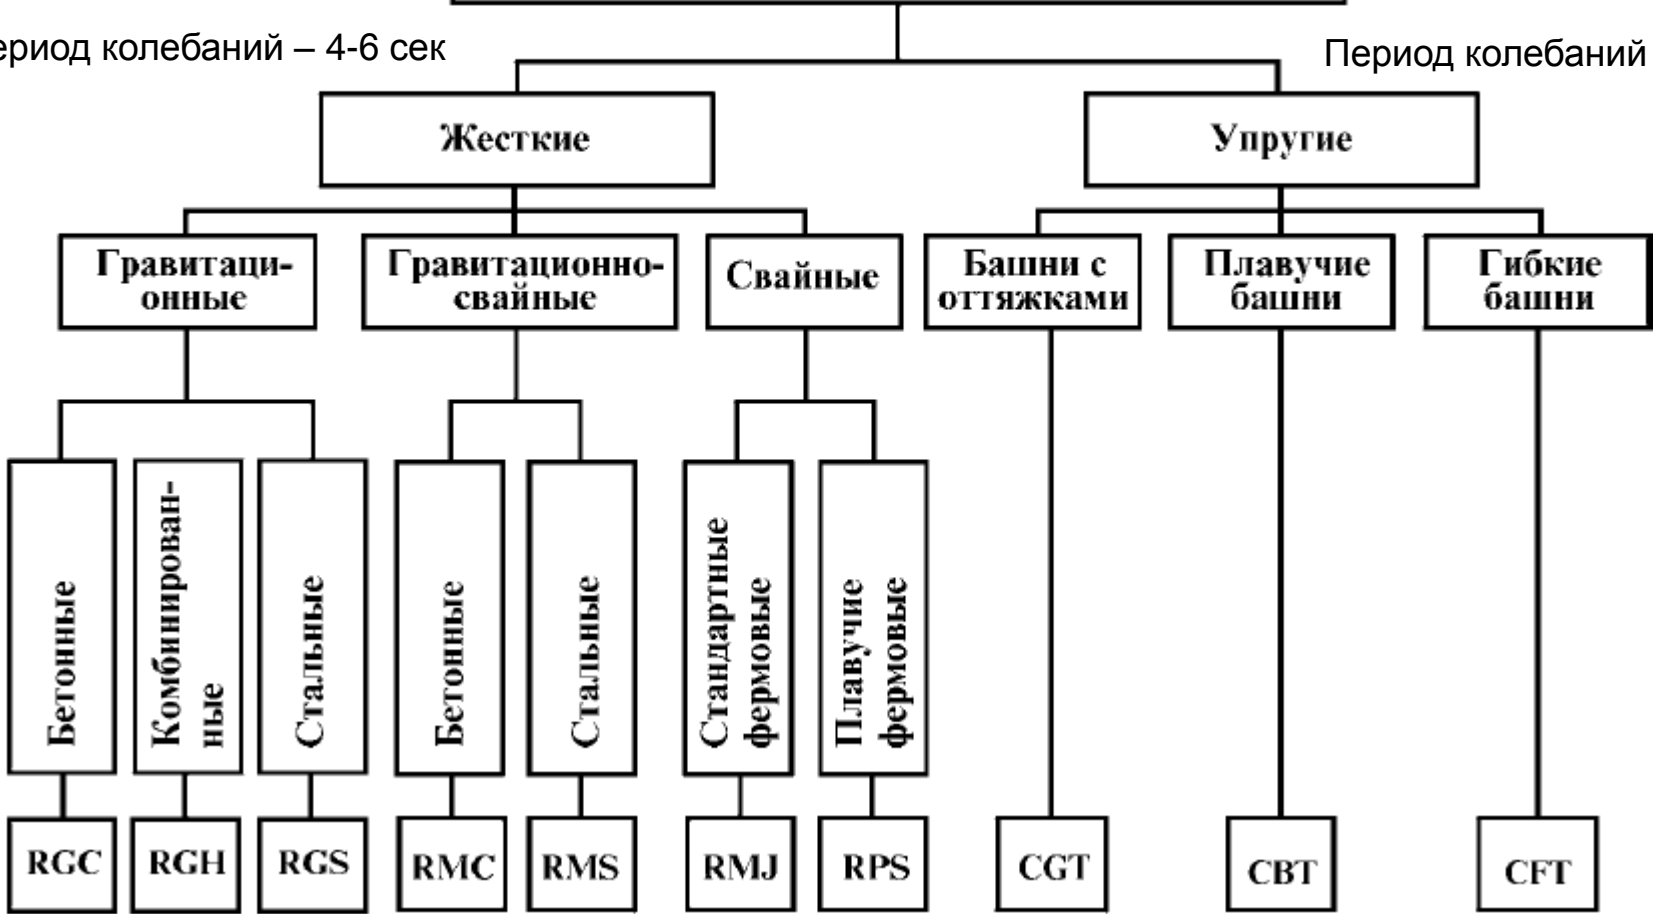 ериод колебаний – 4-6 сек
Период колебаний
Жесткие
Упругие
Гравитаци-
онные
Гравитационно-
свайные
Свайные
Башни с
оттяжками
Плавучие
башни
Гибкие
башни
Бетонные
Комбинирован-
ные
Стальные
Бетонные
Стальные
Стандартные
фермовые
Плавучие
фермовые
RGC
RGH
RGS
RMC
RMS
RMJ
RPS
CGT
CBT
CFT